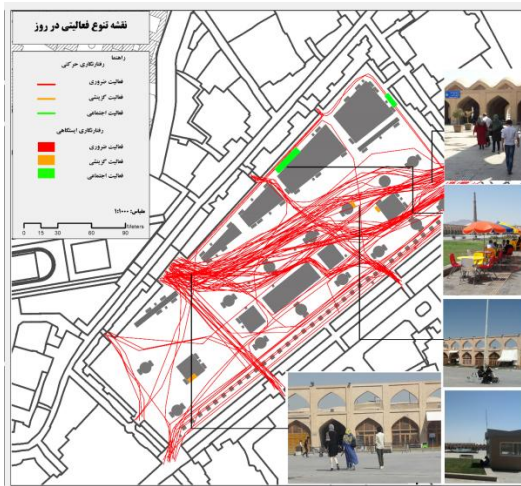 نقشه تنوع فعالیتی در روز
راهنما
رفتارنگاری حرکتی
فعالیت ضروری
فعالیت گزینشی
فعالیت اجتماعی
رفتارنگاری ایستگاهی
فعالیت ضروری
فعالیت گزینشی
فعالیت اجتماعی
مقیاس: ۱:۱۰۰۰
0 15 30 60 90
Meters